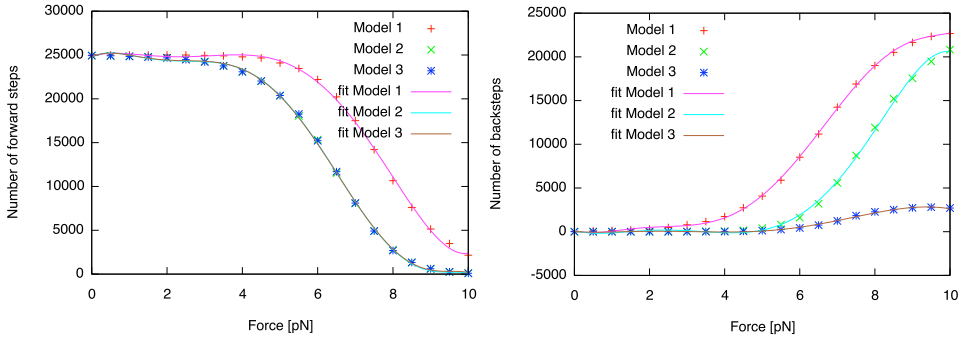 30000
25000
20000
15000
10000
5000
0
0
2
4
6
8
10
Number of forward steps
Force [pN]
Model 1
Model 2
Model 3
fit Model 1
fit Model 2
fit Model 3
25000
20000
15000
10000
5000
0
-5000
0
2
4
6
8
10
Number of backsteps
Force [pN]
Model 1
Model 2
Model 3
fit Model 1
fit Model 2
fit Model 3